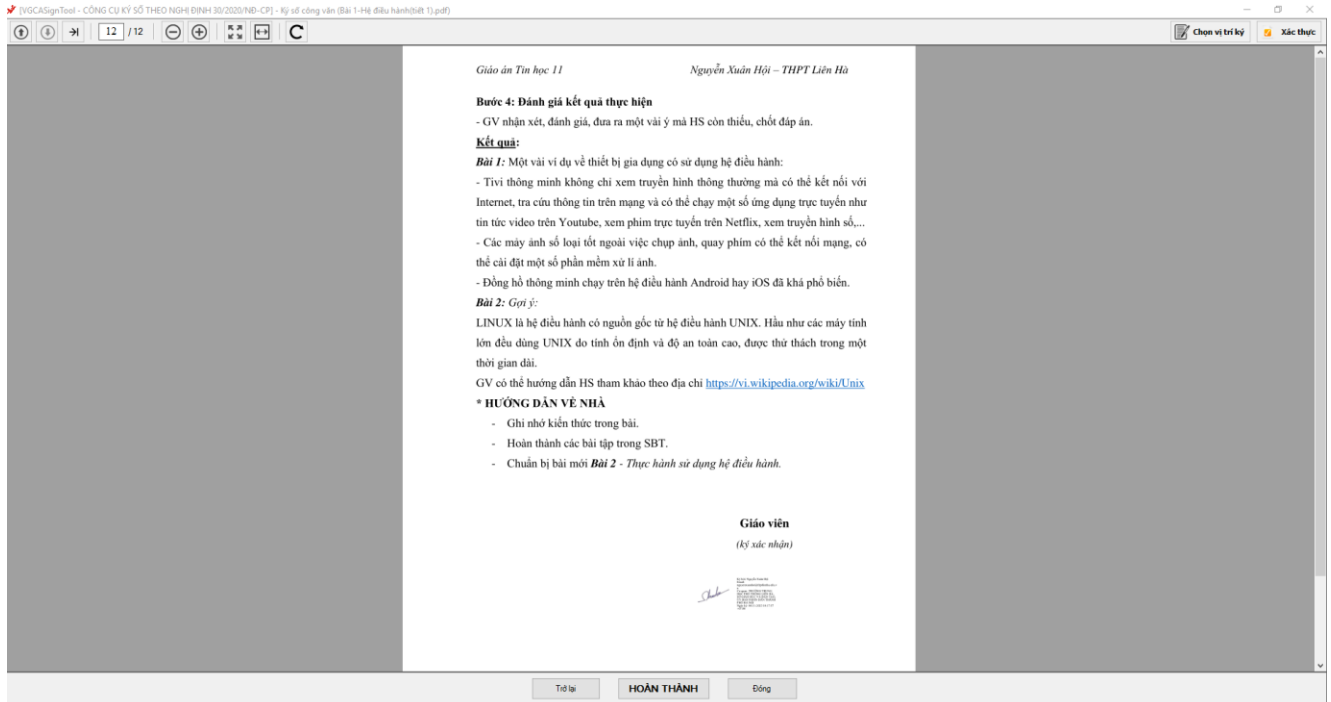 [VGCASignTool - CÔNG CỤ KÝ SỐ THEO NGHỊ ĐỊNH 30/2020/NĐ-CP] - Ký số công văn (Bài 1-Hệ điều hành(tiết 1).pdf)
12 /12
Chọn vị trí ký
Xác thực
Giáo án Tin học 11 Nguyễn Xuân Hội – THPT Liên Hà
Bước 4: Đánh giá kết quả thực hiện
- GV nhận xét, đánh giá, đưa ra một vài ý mà HS còn thiếu, chốt đáp án.
Kết quả:
Bài 1: Một vài ví dụ về thiết bị gia dụng có sử dụng hệ điều hành:
- Tivi thông minh không chỉ xem truyền hình thông thường mà có thể kết nối với
Internet, tra cứu thông tin trên mạng và có thể chạy một số ứng dụng trực tuyến như
tin tức video trên Youtube, xem phim trực tuyến trên Netflix, xem truyền hình số,...
- Các máy ảnh số loại tốt ngoài việc chụp ảnh, quay phim có thể kết nối mạng, có
thể cài đặt một số phần mềm xử lí ảnh.
- Đồng hồ thông minh chạy trên hệ điều hành Android hay iOS đã khá phổ biến.
Bài 2: Gợi ý:
LINUX là hệ điều hành có nguồn gốc từ hệ điều hành UNIX. Hầu như các máy tính
lớn đều dùng UNIX do tính ổn định và độ an toàn cao, được thử thách trong một
thời gian dài.
GV có thể hướng dẫn HS tham khảo theo địa chỉ https://vi.wikipedia.org/wiki/Unix
* HƯỚNG DẪN VỀ NHÀ
- Ghi nhớ kiến thức trong bài.
- Hoàn thành các bài tập trong SBT.
- Chuẩn bị bài mới Bài 2 - Thực hành sử dụng hệ điều hành.
Giáo viên
(ký xác nhận)
Trở lại
HOÀN THÀNH
Đóng